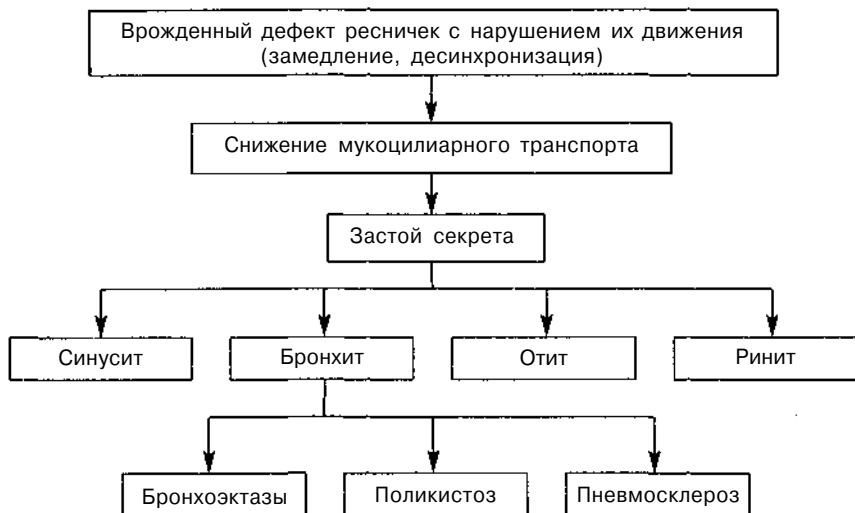 Врожденный дефект ресничек с нарушением их движения
(замедление, десинхронизация)
Снижение мукоцилиарного транспорта
Застой секрета
Синусит
Бронхит
Отит
Ринит
Бронхоэктазы
Поликистоз
Пневмосклероз